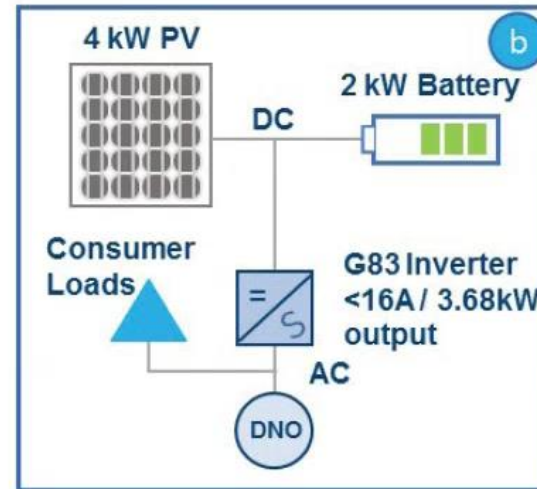 4 kW PV
b
2 kW Battery
DC
Consumer
Loads
G83 Inverter
<16A / 3.68kW
output
=
S
AC
DNO